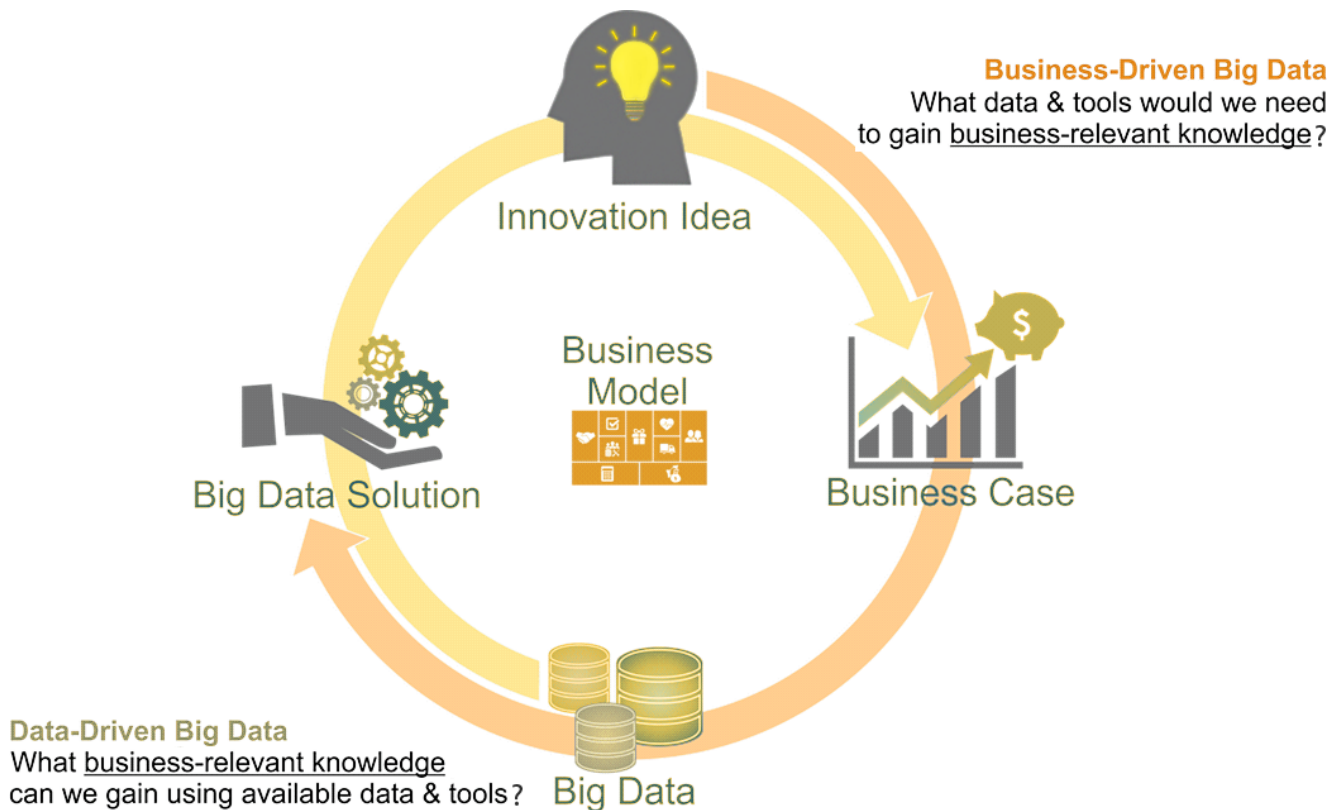 Business-Driven Big Data
What data & tools would we need
to gain business-relevant knowledge?
Innovation Idea
$
Business
Model
Big Data Solution
Business Case
Data-Driven Big Data
What business-relevant knowledge
can we gain using available data & tools?
Big Data